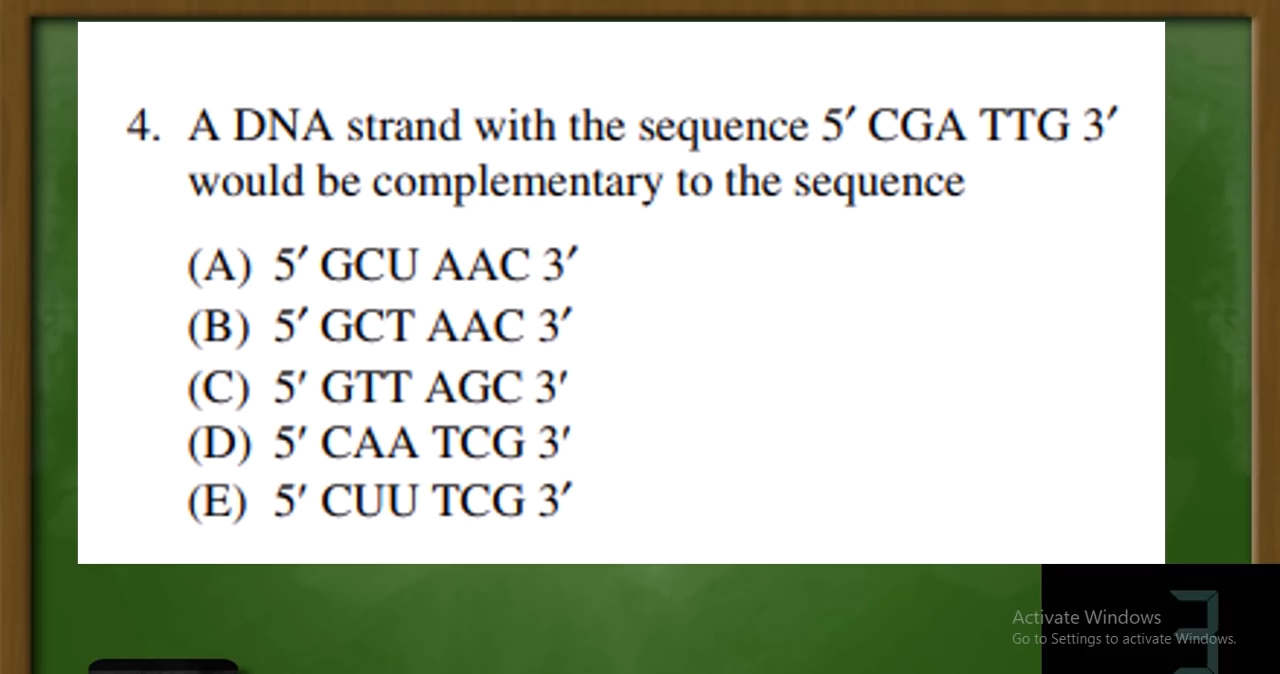 4. A DNA strand with the sequence 5′ CGA TTG 3′
would be complementary to the sequence
(A) 5′ GCU AAC 3′
(B) 5′ GCT AAC 3′
(C) 5′ GTT AGC 3′
(D) 5′ CAA TCG 3′
(E) 5′ CUU TCG 3′
Activate Windows
Go to Settings to activate Windows.